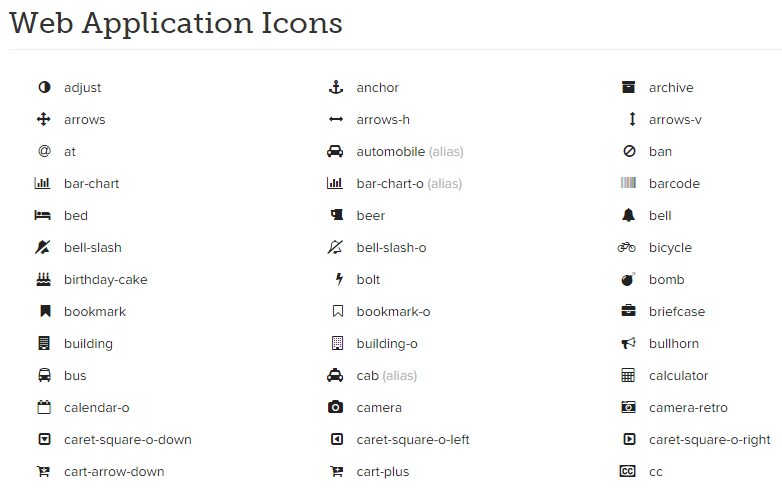 Web Application Icons
adjust anchor archive
arrows arrows-h arrows-v
at automobile (alias) ban
bar-chart bar-chart-o (alias) barcode
bed beer bell
bell-slash bell-slash-o bicycle
birthday-cake bolt bomb
bookmark bookmark-o briefcase
building building-o bullhorn
bus cab (alias) calculator
calendar-o camera camera-retro
caret-square-o-down caret-square-o-left caret-square-o-right
cart-arrow-down cart-plus cc